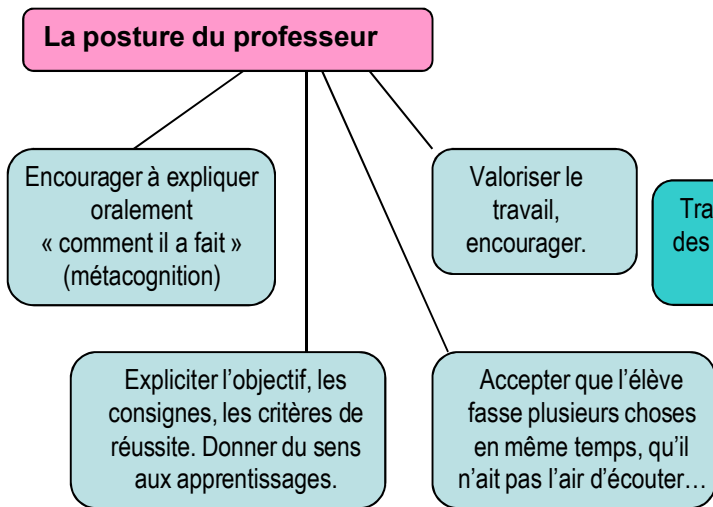 La posture du professeur
Encourager à expliquer
oralement
« comment il a fait »
(métacognition)
Valoriser le
travail,
encourager.
des
Expliciter l’objectif, les
consignes, les critères de
réussite. Donner du sens
aux apprentissages.
Accepter que l’élève
fasse plusieurs choses
en même temps, qu’il
n’ait pas l’air d’écouter…